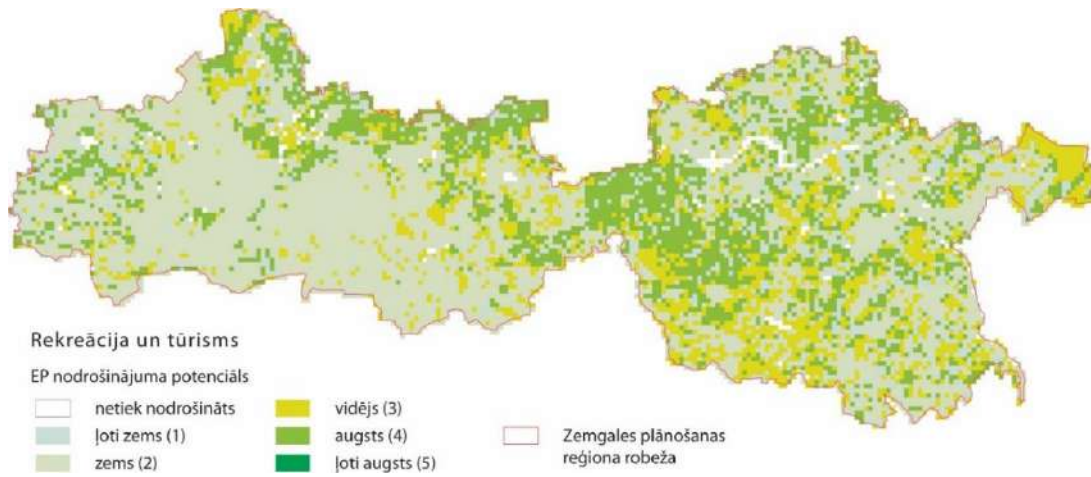 Rekreācija un tūrisms
EP nodrošinājuma potenciāls
netiek nodrošināts
ļoti zems (1)
zems (2)
vidējs (3)
augsts (4)
ļoti augsts (5)
Zemgales plānošanas
reģiona robeža